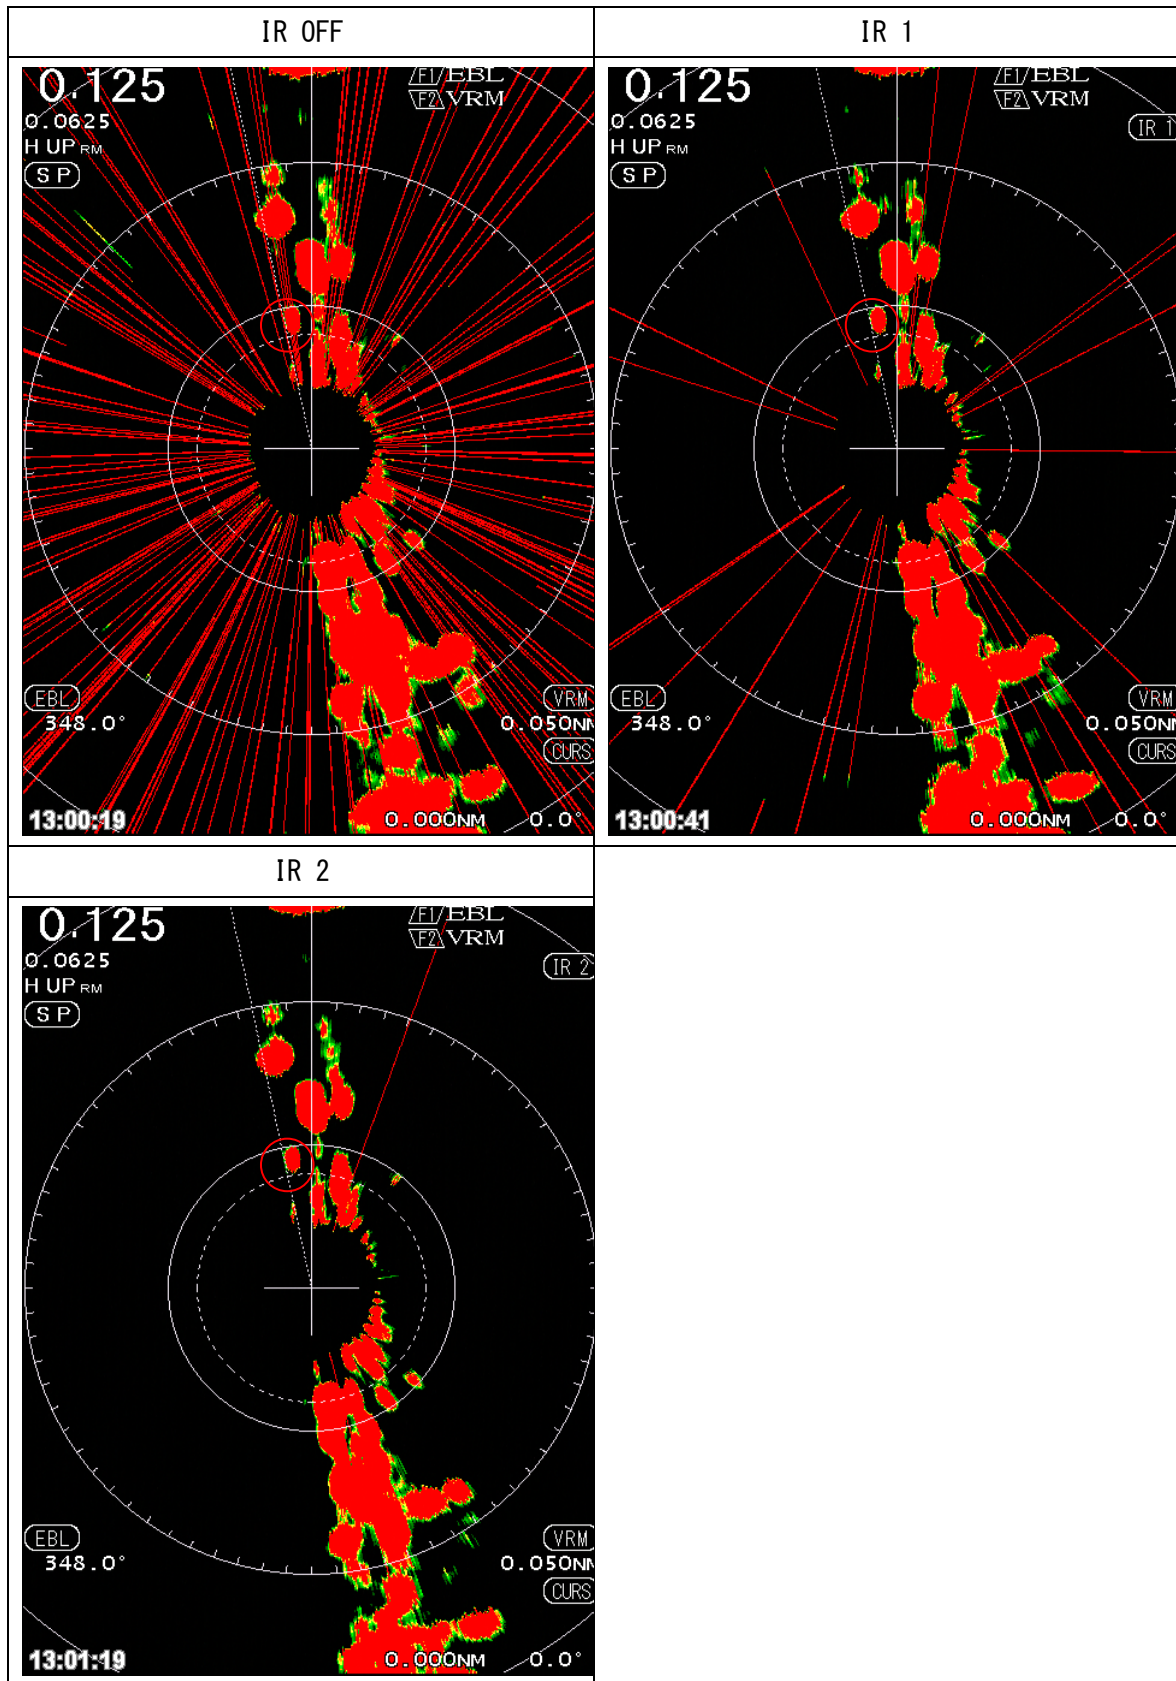 IR OFF
IR 1
0.125
F1 EBL
F2 VRM
0.0625
H UP RM
SP
EBL
348.0°
VRM
0.050NM
CURS
13:00:19
0.000NM
0.0°
0.125
F1 EBL
F2 VRM
0.0625
IR 1
H UP RM
SP
EBL
348.0°
VRM
0.050NM
CURS
13:00:41
0.000NM
0.0°
IR 2
0.125
F1 EBL
F2 VRM
0.0625
IR 2
H UP RM
SP
EBL
348.0°
VRM
0.050NM
CURS
13:01:19
0.000NM
0.0°